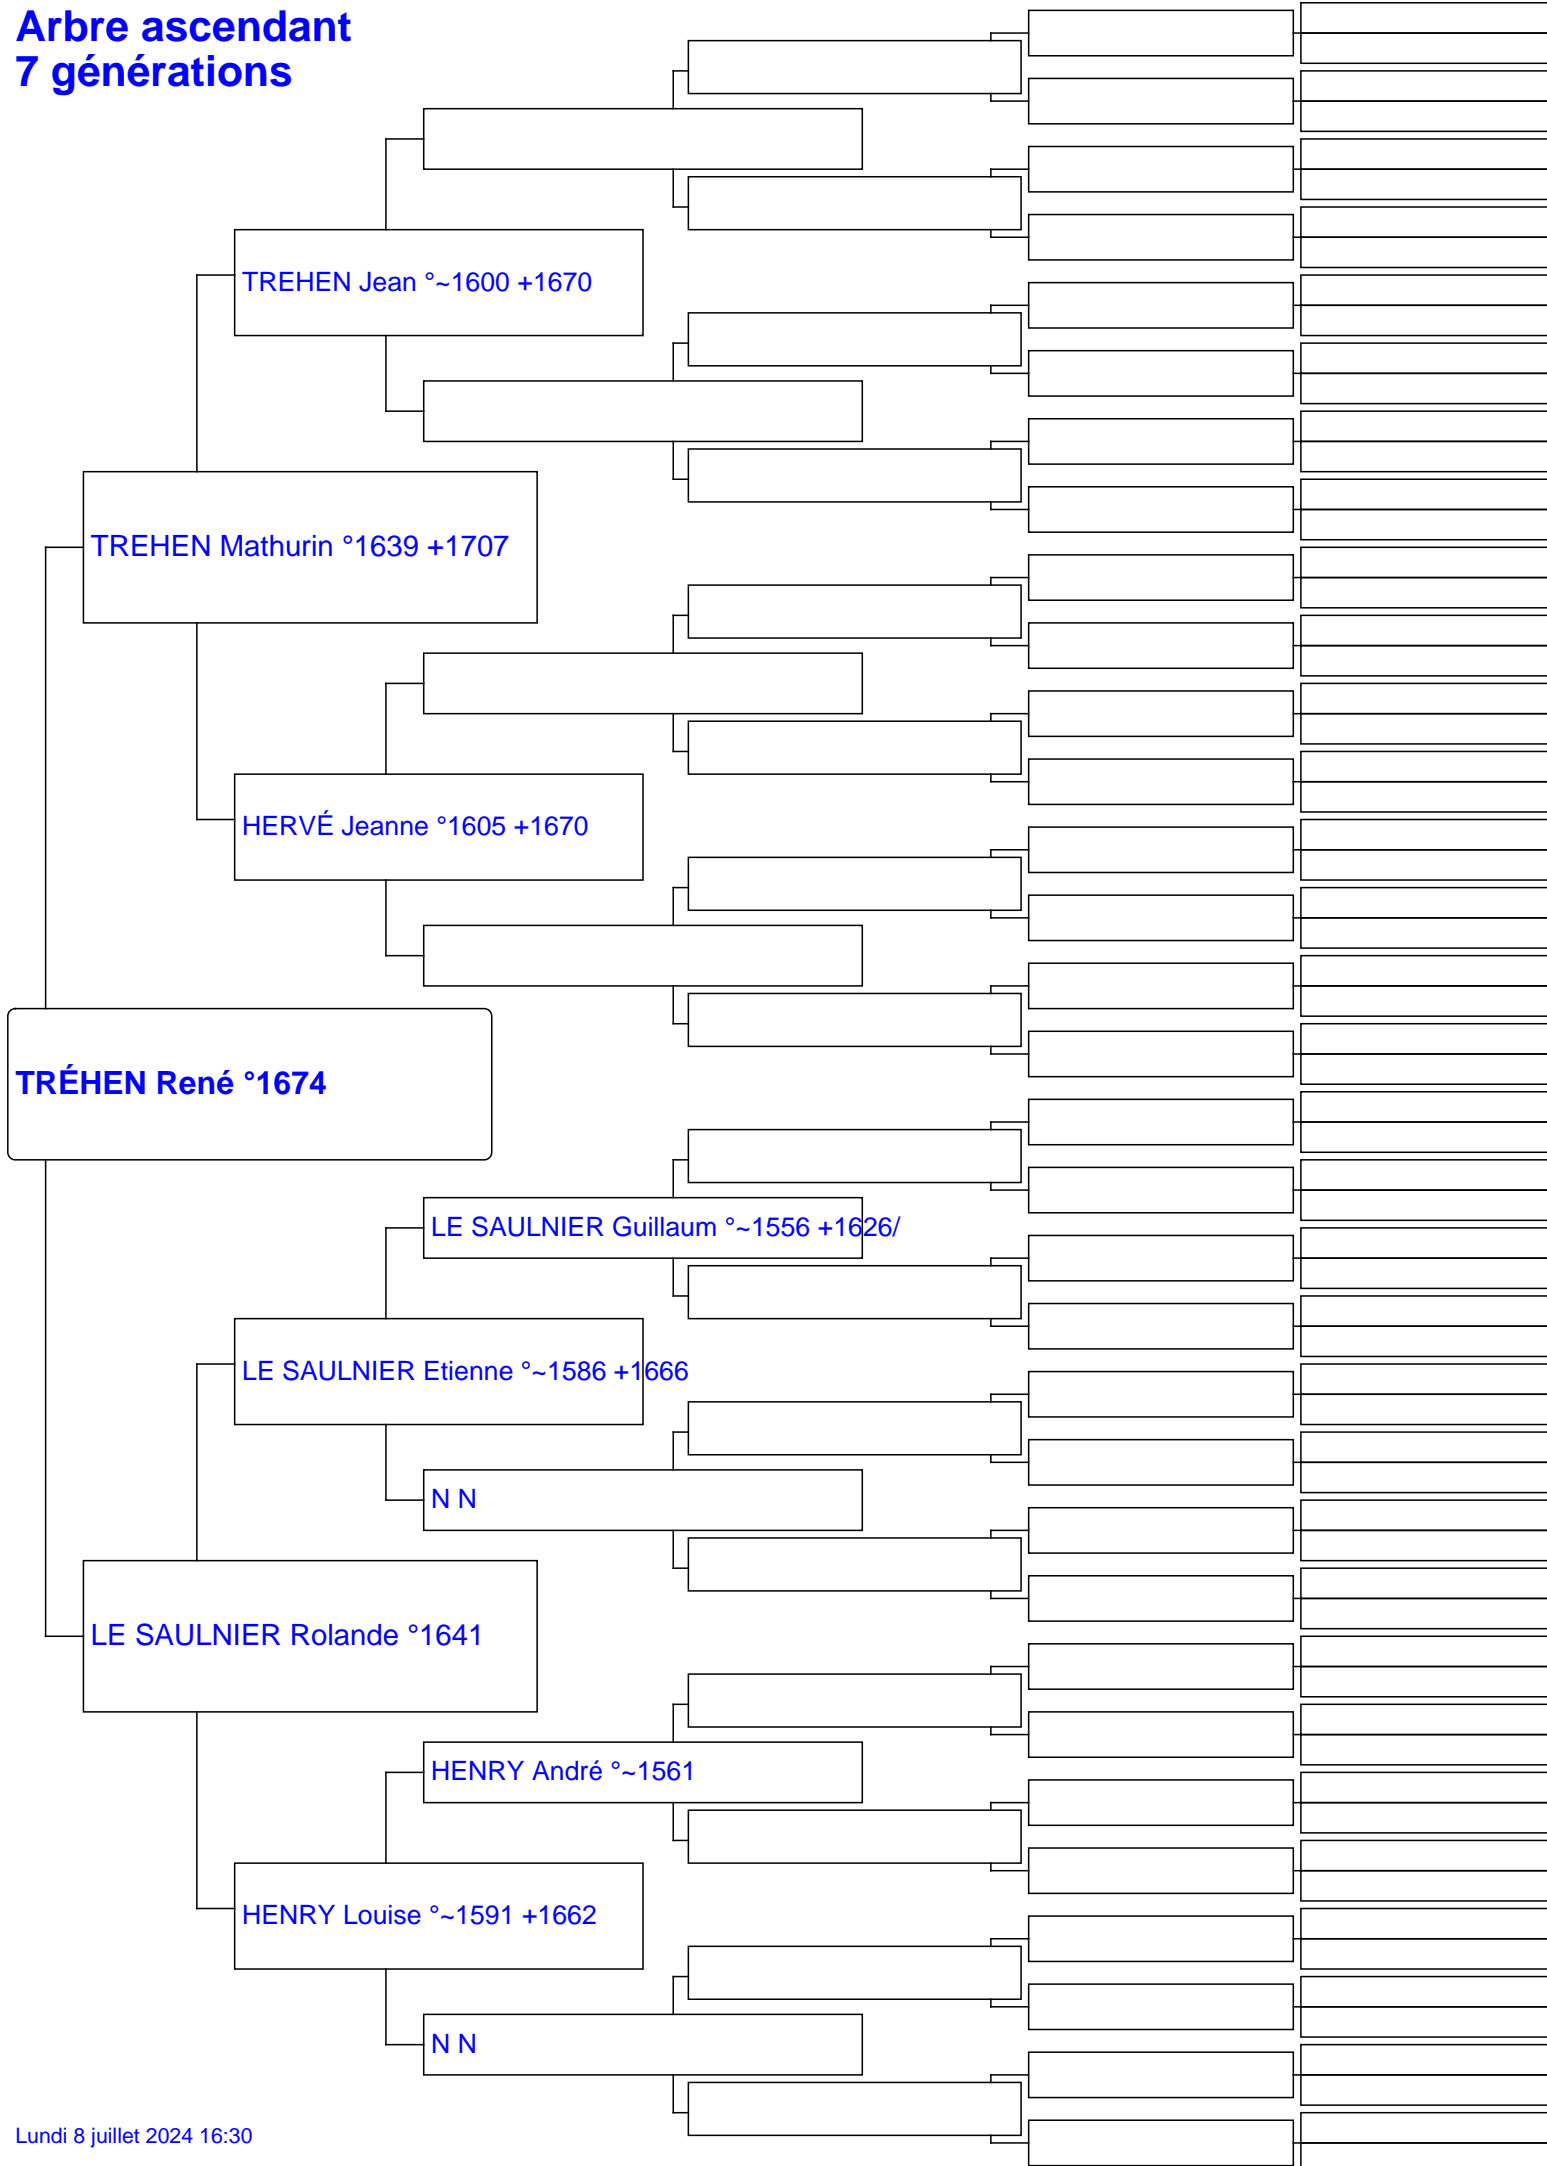 Arbre ascendant
7 générations
TREHEN Jean °~1600 +1670
TREHEN Mathurin °1639 +1707
HERVÉ Jeanne °1605 +1670
TRÉHEN René °1674
LE SAULNIER Guillaum °~1556 +1626/
LE SAULNIER Etienne °~1586 +1666
N N
LE SAULNIER Rolande °1641
HENRY André °~1561
HENRY Louise °~1591 +1662
N N
Lundi 8 juillet 2024 16:30